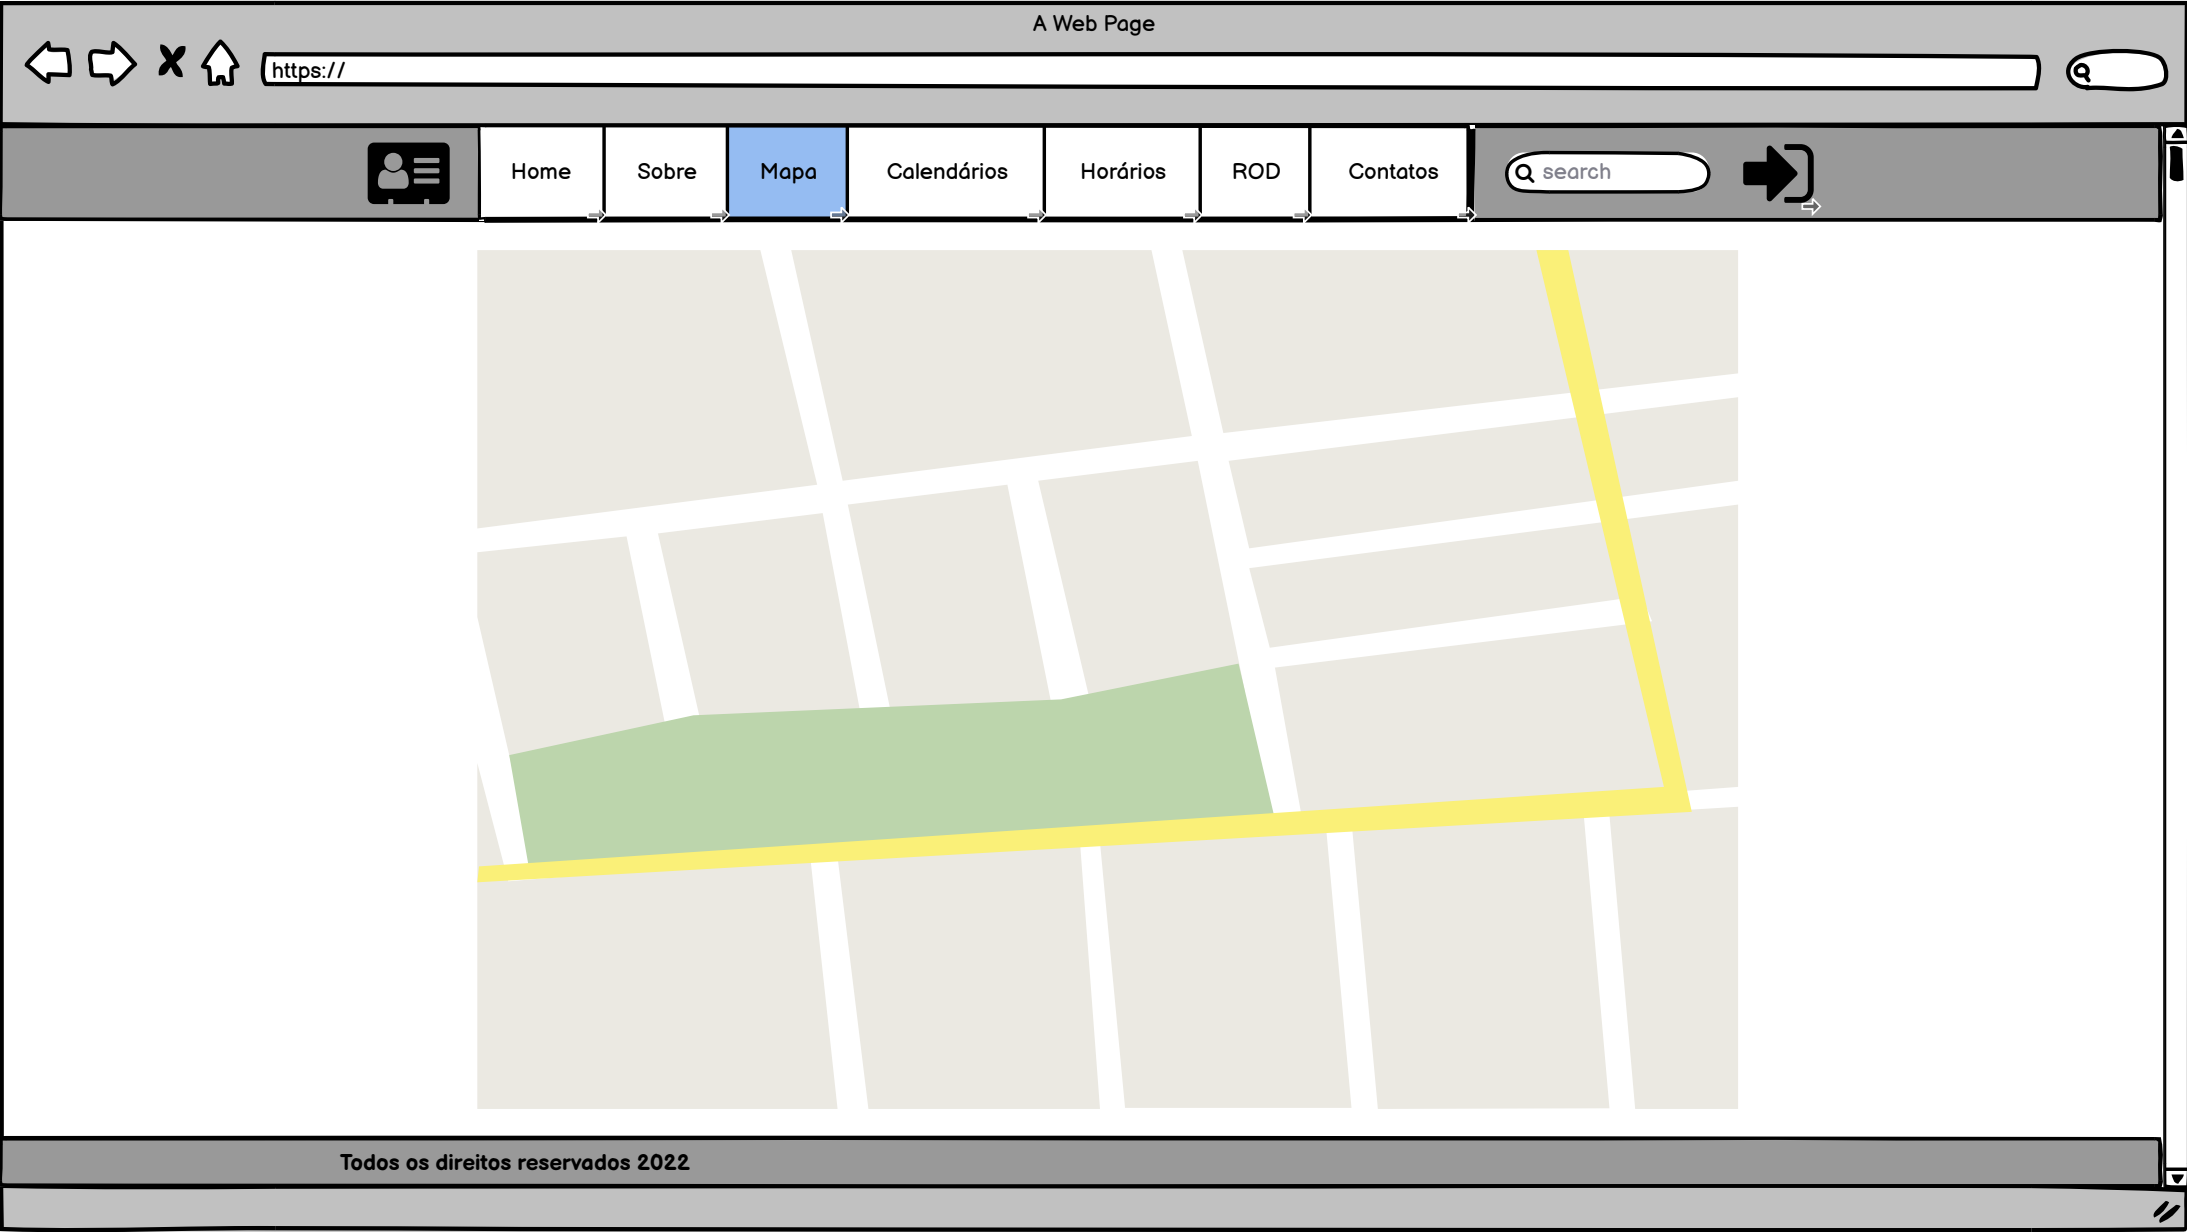 A Web Page
https://
Home Sobre Mapa Calendários Horários ROD Contatos search
Todos os direitos reservados 2022